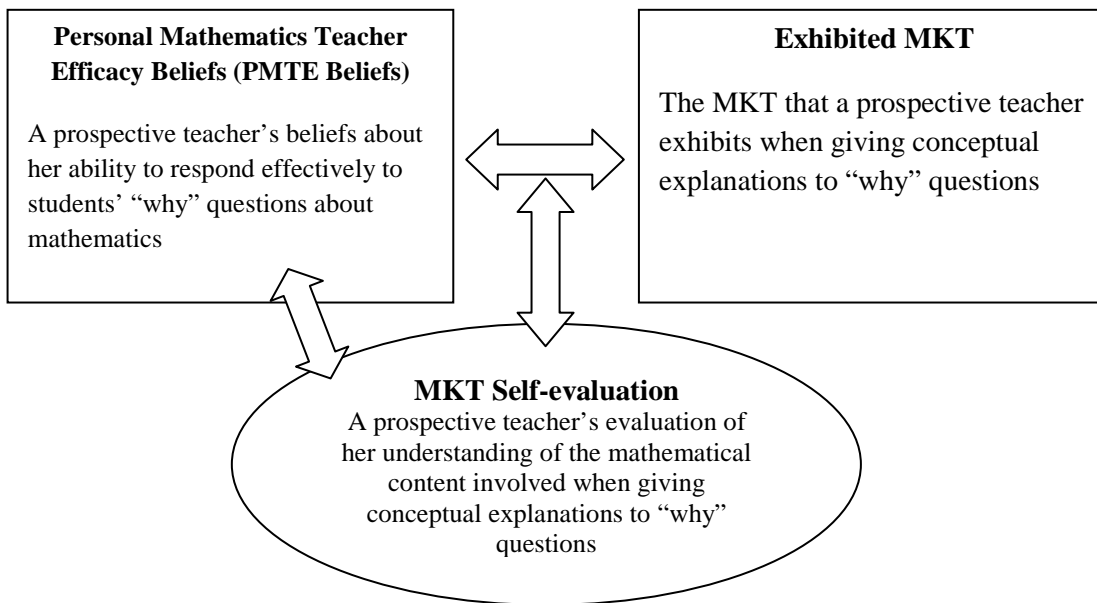 Personal Mathematics Teacher
Efficacy Beliefs (PMTE Beliefs)
A prospective teacher’s beliefs about
her ability to respond effectively to
students’ “why” questions about
mathematics
Exhibited MKT
The MKT that a prospective teacher
exhibits when giving conceptual
explanations to “why” questions
MKT Self-evaluation
A prospective teacher’s evaluation of
her understanding of the mathematical
content involved when giving
conceptual explanations to “why”
questions